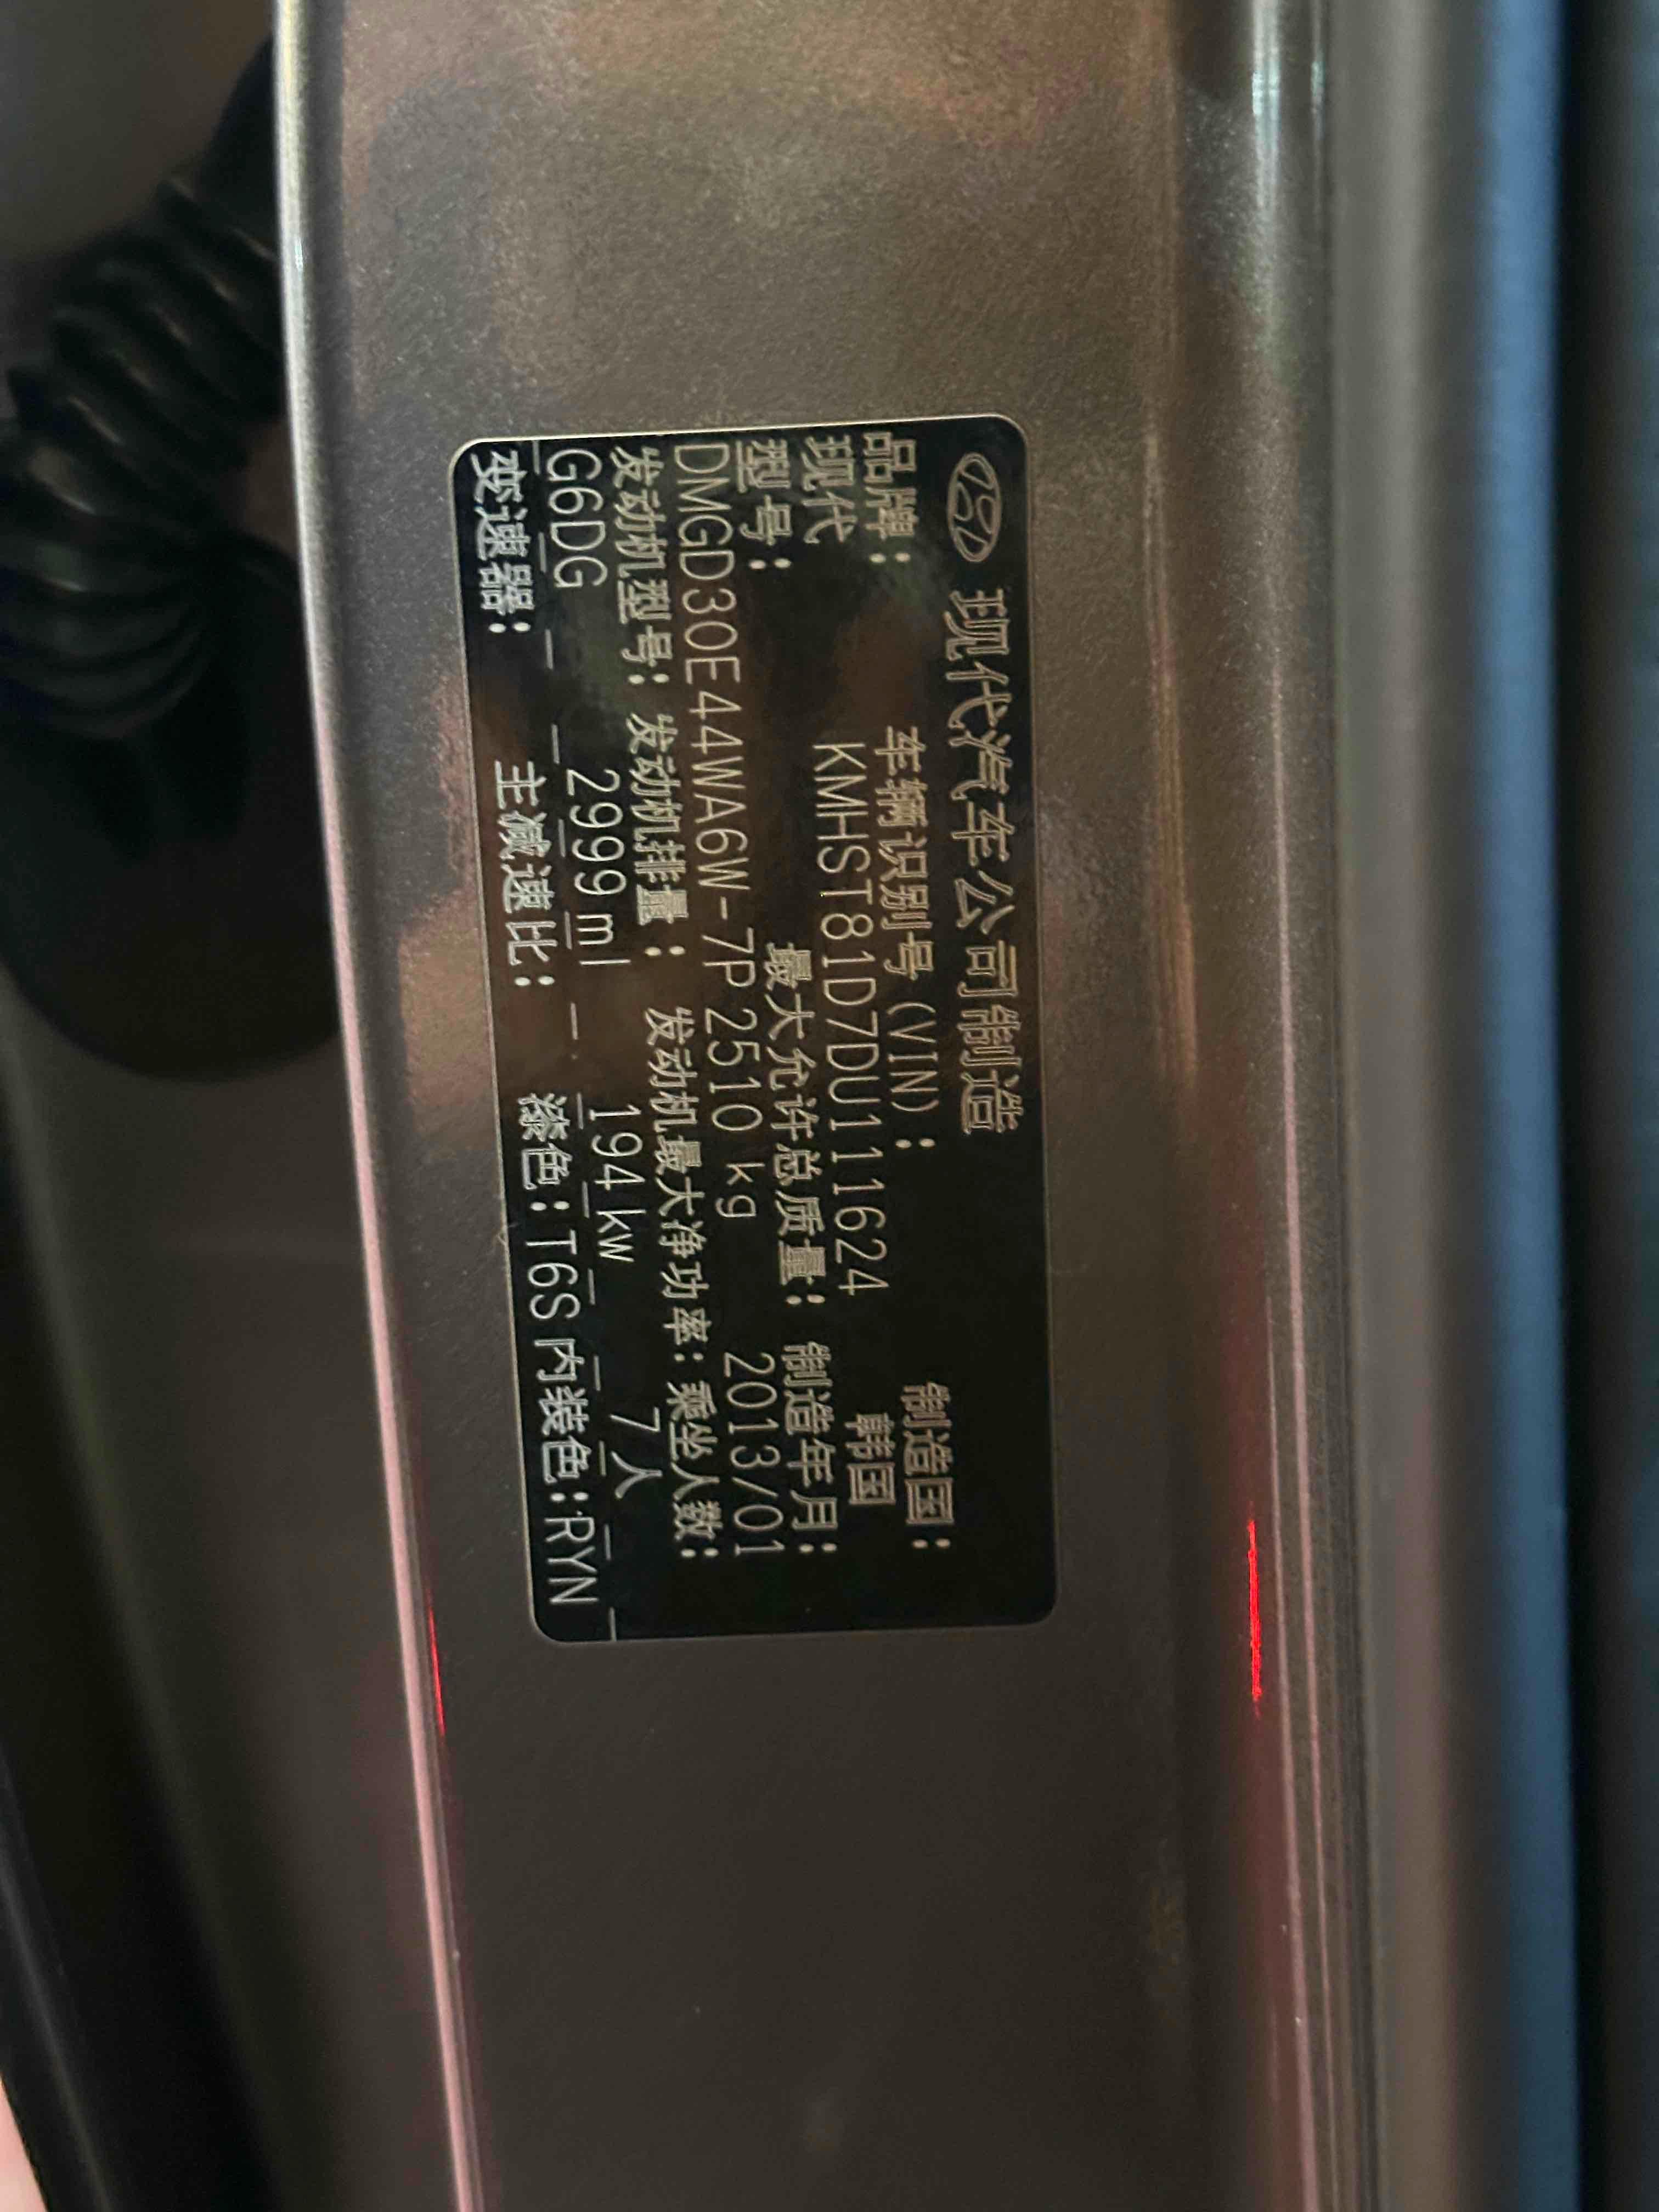 现代汽车公司制造
品牌： 车辆识别号(VIN)： 制造国：
现代 KMHST81D7DU111624 韩国
型号： 最大允许总质量： 制造年月：
DMGD30E44WA6W-7P 2510 kg 2013/01
发动机型号： 发动机排量： 发动机最大净功率： 乘坐人数：
G6DG 2999ml 194kw 7人
变速器： 主减速比： 漆色：T6S 内装色：RYN